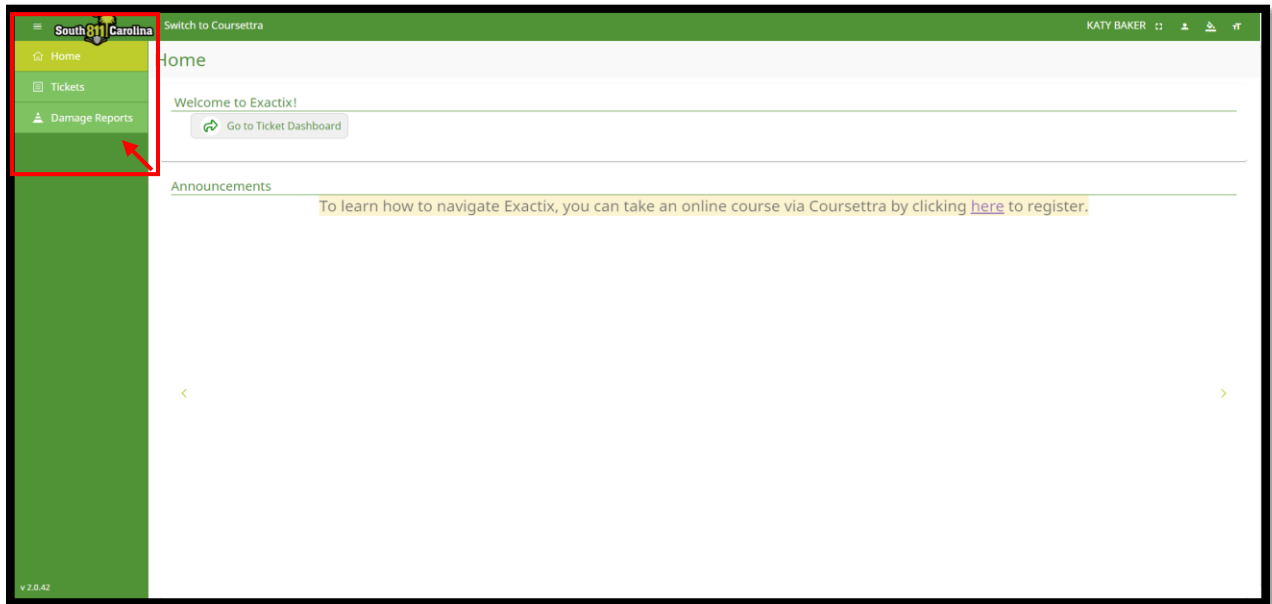 South 811 Carolina
Switch to Coursettra
KATY BAKER
Home
Tickets
Damage Reports
Home
Welcome to Exactix!
Go to Ticket Dashboard
Announcements
To learn how to navigate Exactix, you can take an online course via Coursettra by clicking here to register.
v 2.0.42